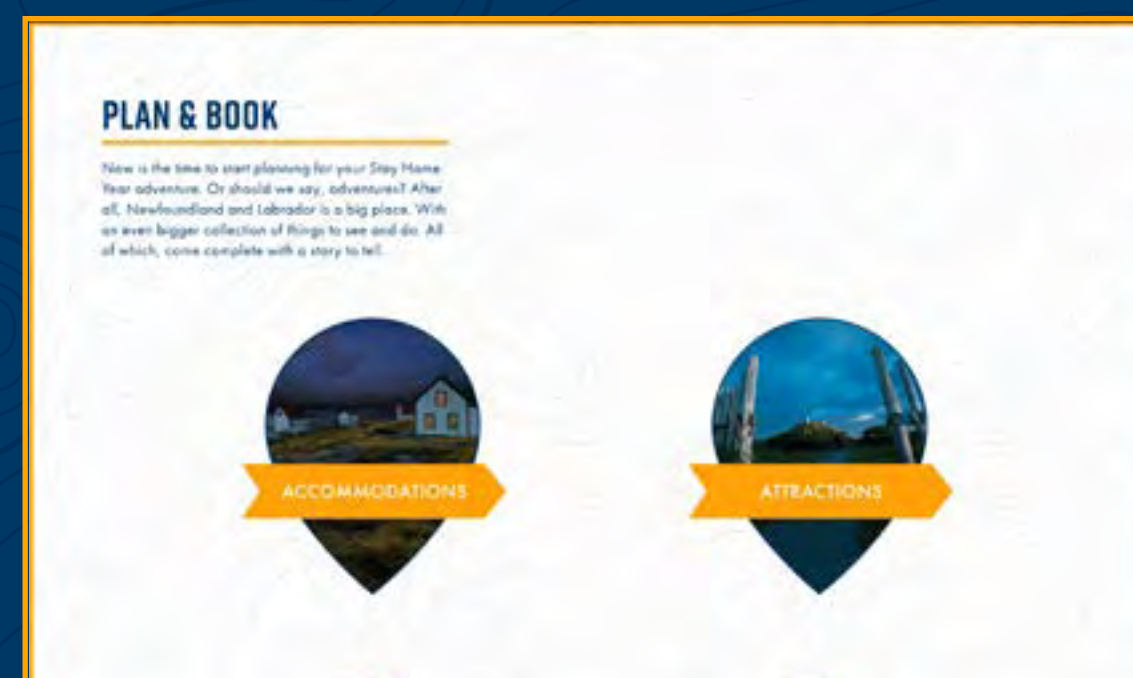 PLAN & BOOK
Now is the time to start planning for your Stay Home
Year adventure. Or should we say, adventures? After
all, Newfoundland and Labrador is a big place. With
an even bigger collection of things to see and do. All
of which, come complete with a story to tell.
ACCOMMODATIONS
ATTRACTIONS